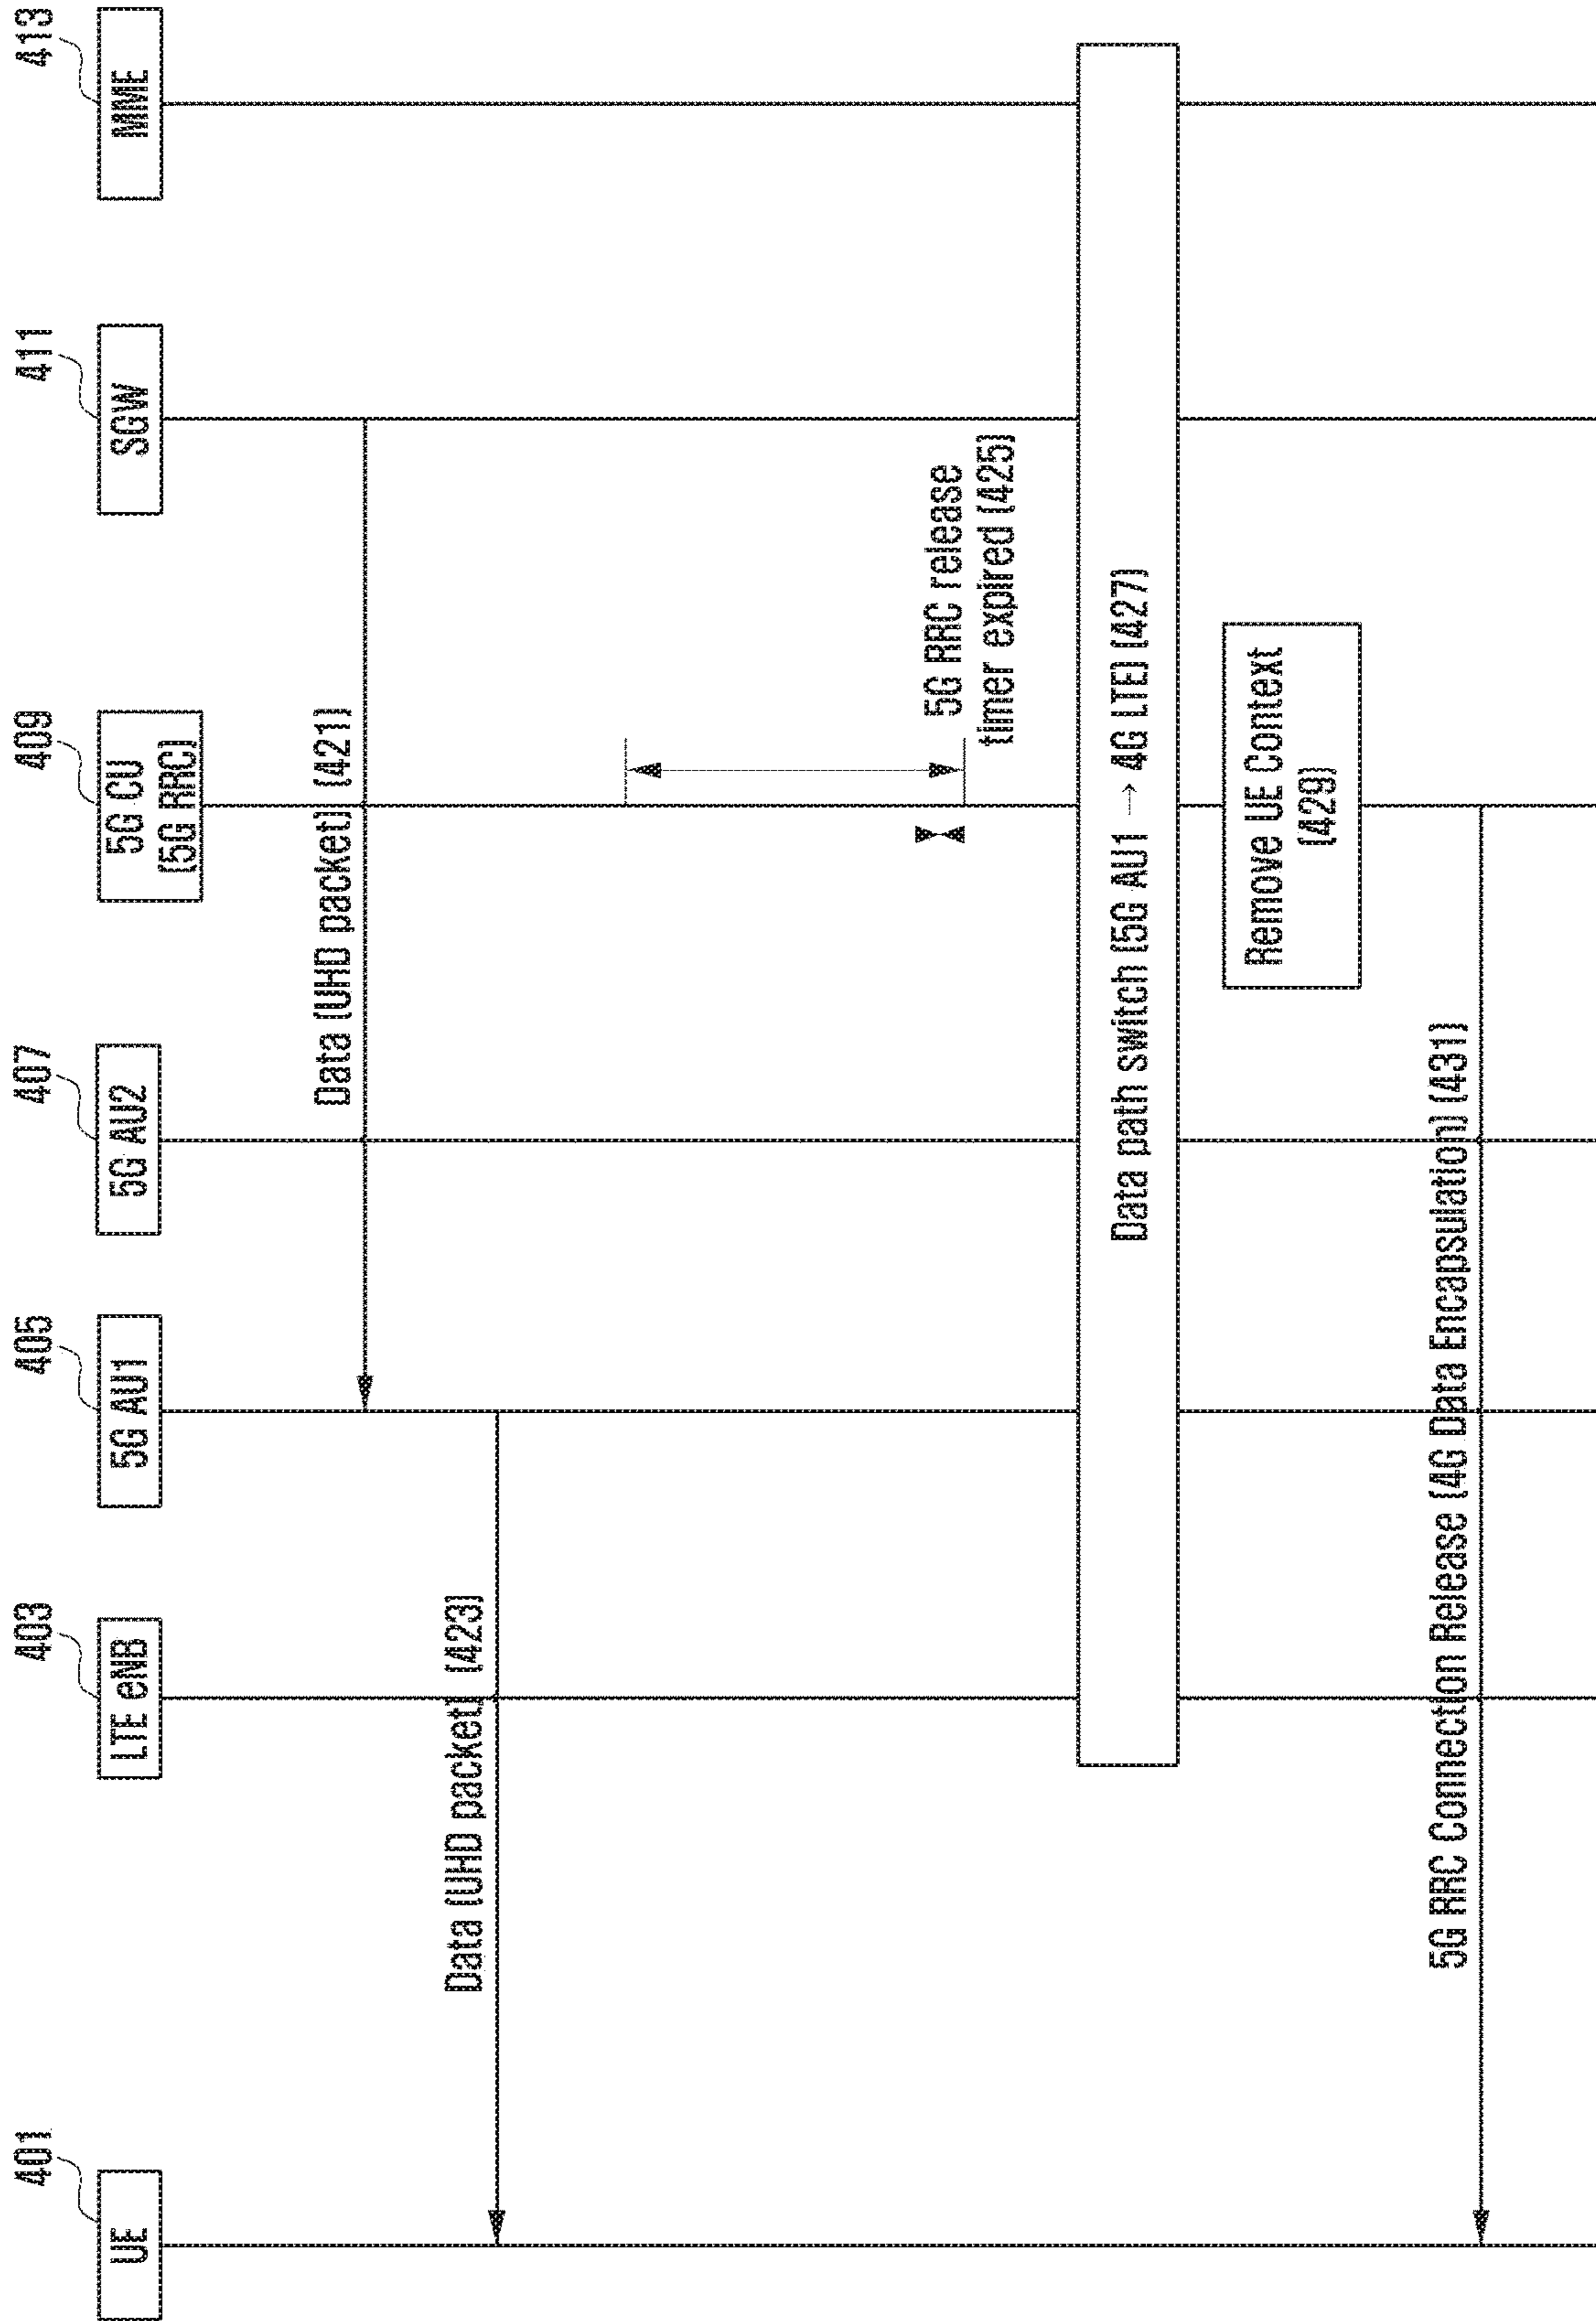 401
403
405
407
409
411
413
UE
LTE eNB
5G AU1
5G AU2
5G CU
(5G RRC)
SGW
MME
Data (UHD packet) (421)
Data (UHD packet) (423)
5G RRC release
timer expired (425)
Data path switch (5G AU1 → 4G LTE) (427)
Remove UE Context
(429)
5G RRC Connection Release (4G Data Encapsulation) (431)